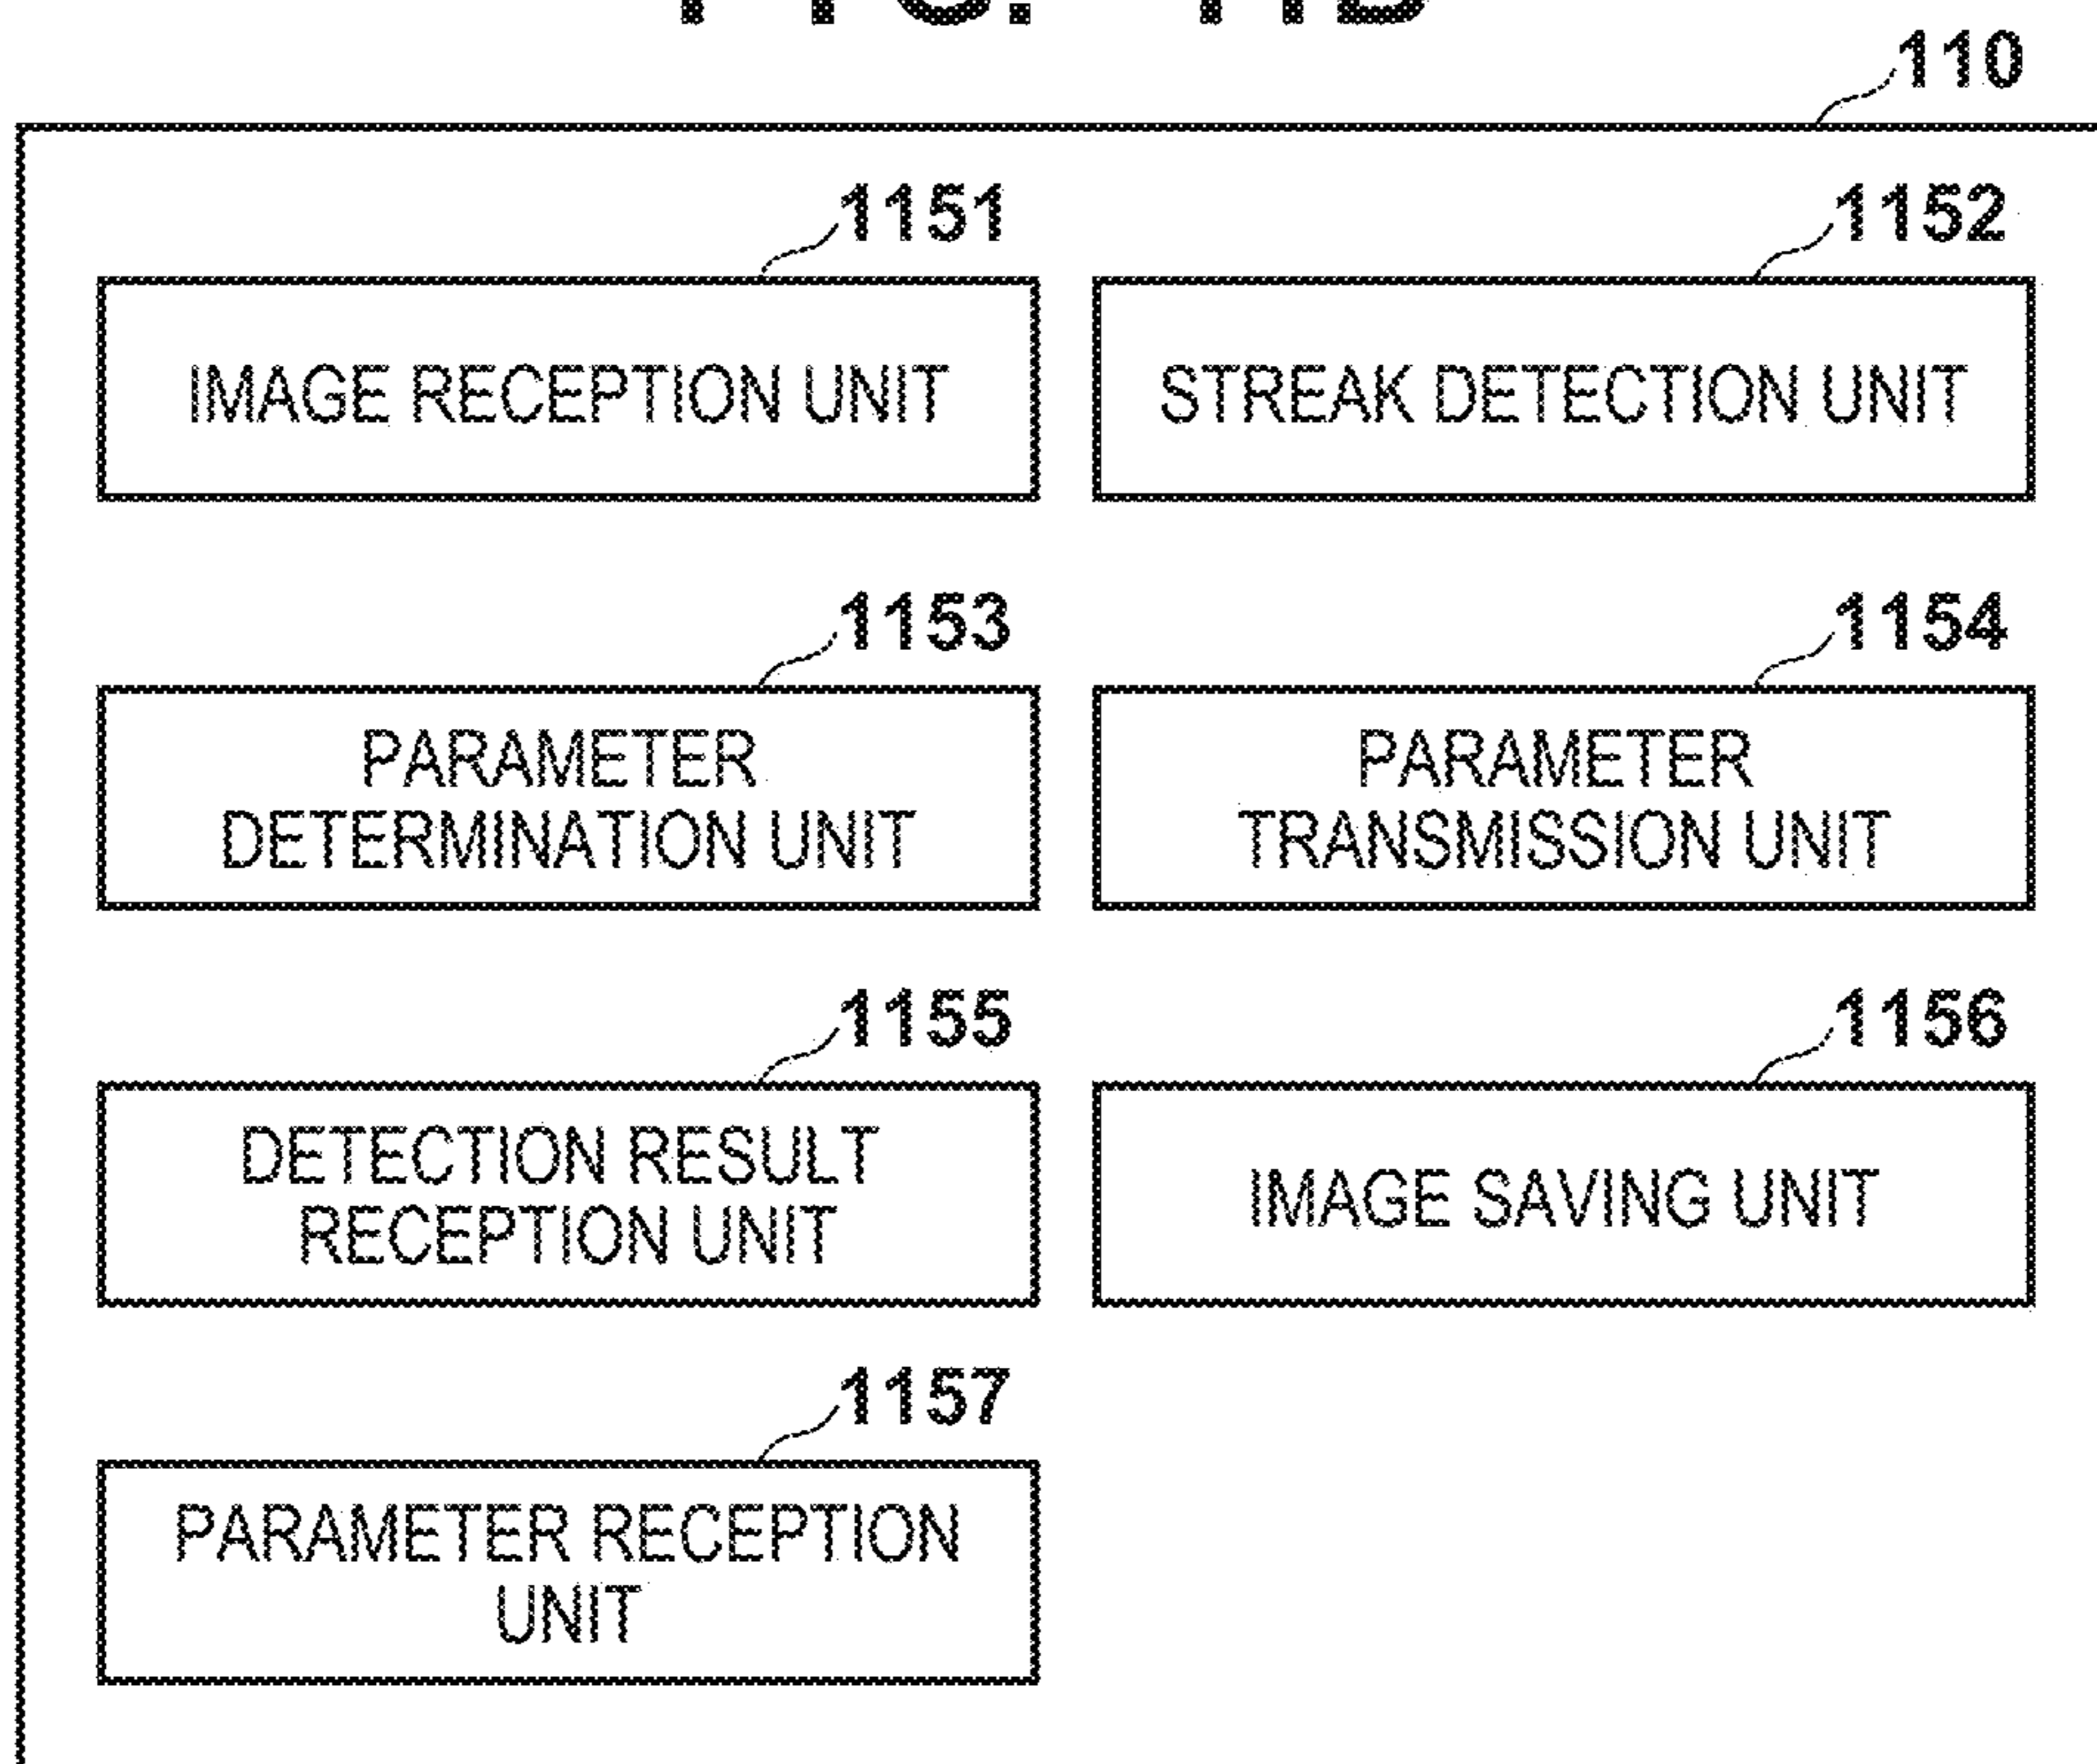 110
1151
1152
IMAGE RECEPTION UNIT
STREAK DETECTION UNIT
1153
1154
PARAMETER
DETERMINATION UNIT
PARAMETER
TRANSMISSION UNIT
1155
1156
DETECTION RESULT
RECEPTION UNIT
IMAGE SAVING UNIT
1157
PARAMETER RECEPTION
UNIT